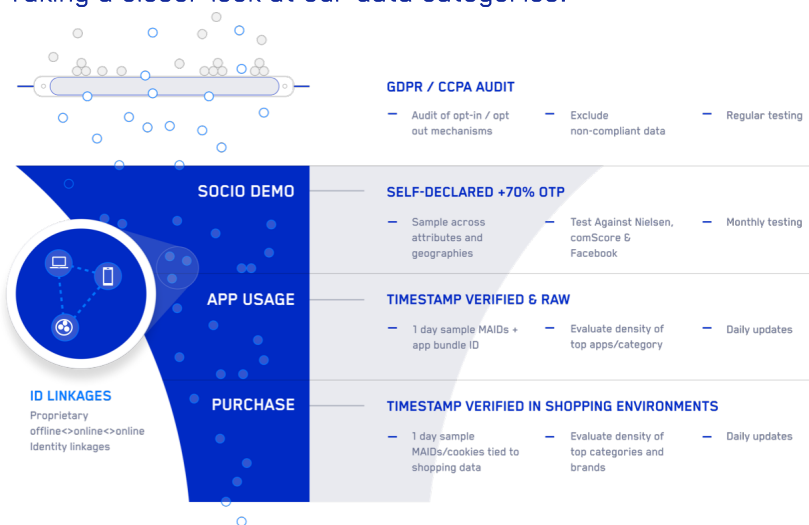 Taking a closer look at our data categories:
GDPR / CCPA AUDIT
— Audit of opt-in / opt
out mechanisms
— Exclude
non-compliant data
— Regular testing
SOCIO DEMO
SELF-DECLARED +70% OTP
— Sample across
attributes and
geographies
— Test Against Nielsen,
comScore &
Facebook
— Monthly testing
APP USAGE
TIMESTAMP VERIFIED & RAW
— 1 day sample MAIDs +
app bundle ID
— Evaluate density of
top apps/category
— Daily updates
ID LINKAGES
Proprietary
offline<>online<>online
Identity linkages
PURCHASE
TIMESTAMP VERIFIED IN SHOPPING ENVIRONMENTS
— 1 day sample
MAIDs/cookies tied to
shopping data
— Evaluate density of
top categories and
brands
— Daily updates